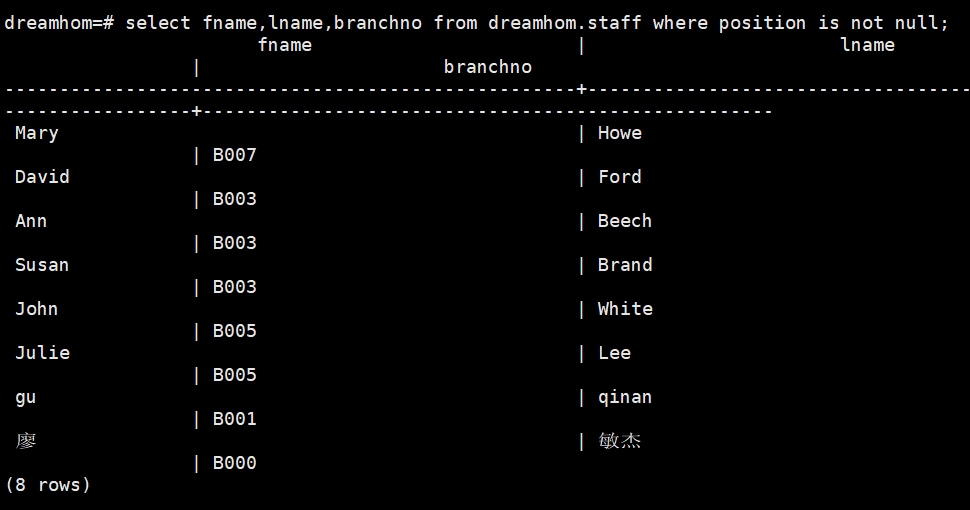 dreamhom=# select fname,lname,branchno from dreamhom.staff where position is not null;
                       fname                        |                       lname
                 |                      branchno
----------------------------------------------------+-----------------------------------
-----------------+----------------------------------------------------
 Mary                                               | Howe
                 | B007
 David                                              | Ford
                 | B003
 Ann                                                | Beech
                 | B003
 Susan                                              | Brand
                 | B003
 John                                               | White
                 | B005
 Julie                                              | Lee
                 | B005
 gu                                                 | qinan
                 | B001
 廖                                                 | 敏杰
                 | B000
(8 rows)